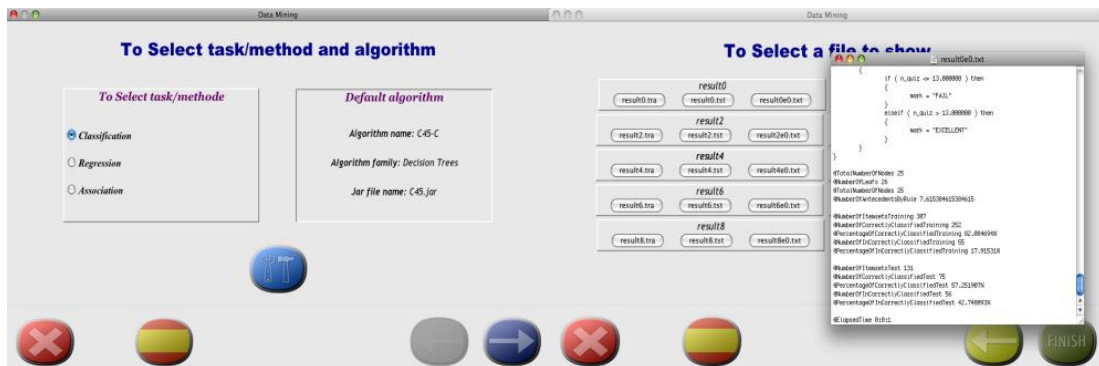 Data Mining
To Select task/method and algorithm
To Select task/methode
Classification
Regression
Association
Default algorithm
Algorithm name: C45-C
Algorithm family: Decision Trees
Jar file name: C45.jar
Data Mining
To Select a file to show
result0
result0.tra result0.tst result0e0.txt
result2
result2.tra result2.tst result2e0.txt
result4
result4.tra result4.tst result4e0.txt
result6
result6.tra result6.tst result6e0.txt
result8
result8.tra result8.tst result8e0.txt
result0e0.txt
{
if ( n_quiz <= 13.000000 ) then
{
mark = "FAIL"
}
elseif ( n_quiz > 13.000000 ) then
{
mark = "EXCELLENT"
}
}
}
@TotalNumberOfNodes 25
@NumberOfLeafs 26
@TotalNumberOfNodes 25
@NumberOfAntecedentsByRule 7.615384615384615
@NumberOfItemsetsTraining 307
@NumberOfCorrectlyClassifiedTraining 252
@PercentageOfCorrectlyClassifiedTraining 82.084694%
@NumberOfInCorrectlyClassifiedTraining 55
@PercentageOfInCorrectlyClassifiedTraining 17.91531%
@NumberOfItemsetsTest 131
@NumberOfCorrectlyClassifiedTest 75
@PercentageOfCorrectlyClassifiedTest 57.251907%
@NumberOfInCorrectlyClassifiedTest 56
@PercentageOfInCorrectlyClassifiedTest 42.748093%
@ElapsedTime 0:0:1
FINISH